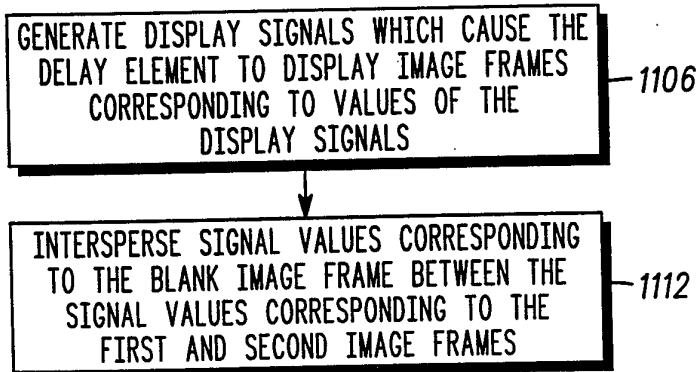 GENERATE DISPLAY SIGNALS WHICH CAUSE THE
DELAY ELEMENT TO DISPLAY IMAGE FRAMES
CORRESPONDING TO VALUES OF THE
DISPLAY SIGNALS
1106
INTERSPERSE SIGNAL VALUES CORRESPONDING
TO THE BLANK IMAGE FRAME BETWEEN THE
SIGNAL VALUES CORRESPONDING TO THE
FIRST AND SECOND IMAGE FRAMES
1112